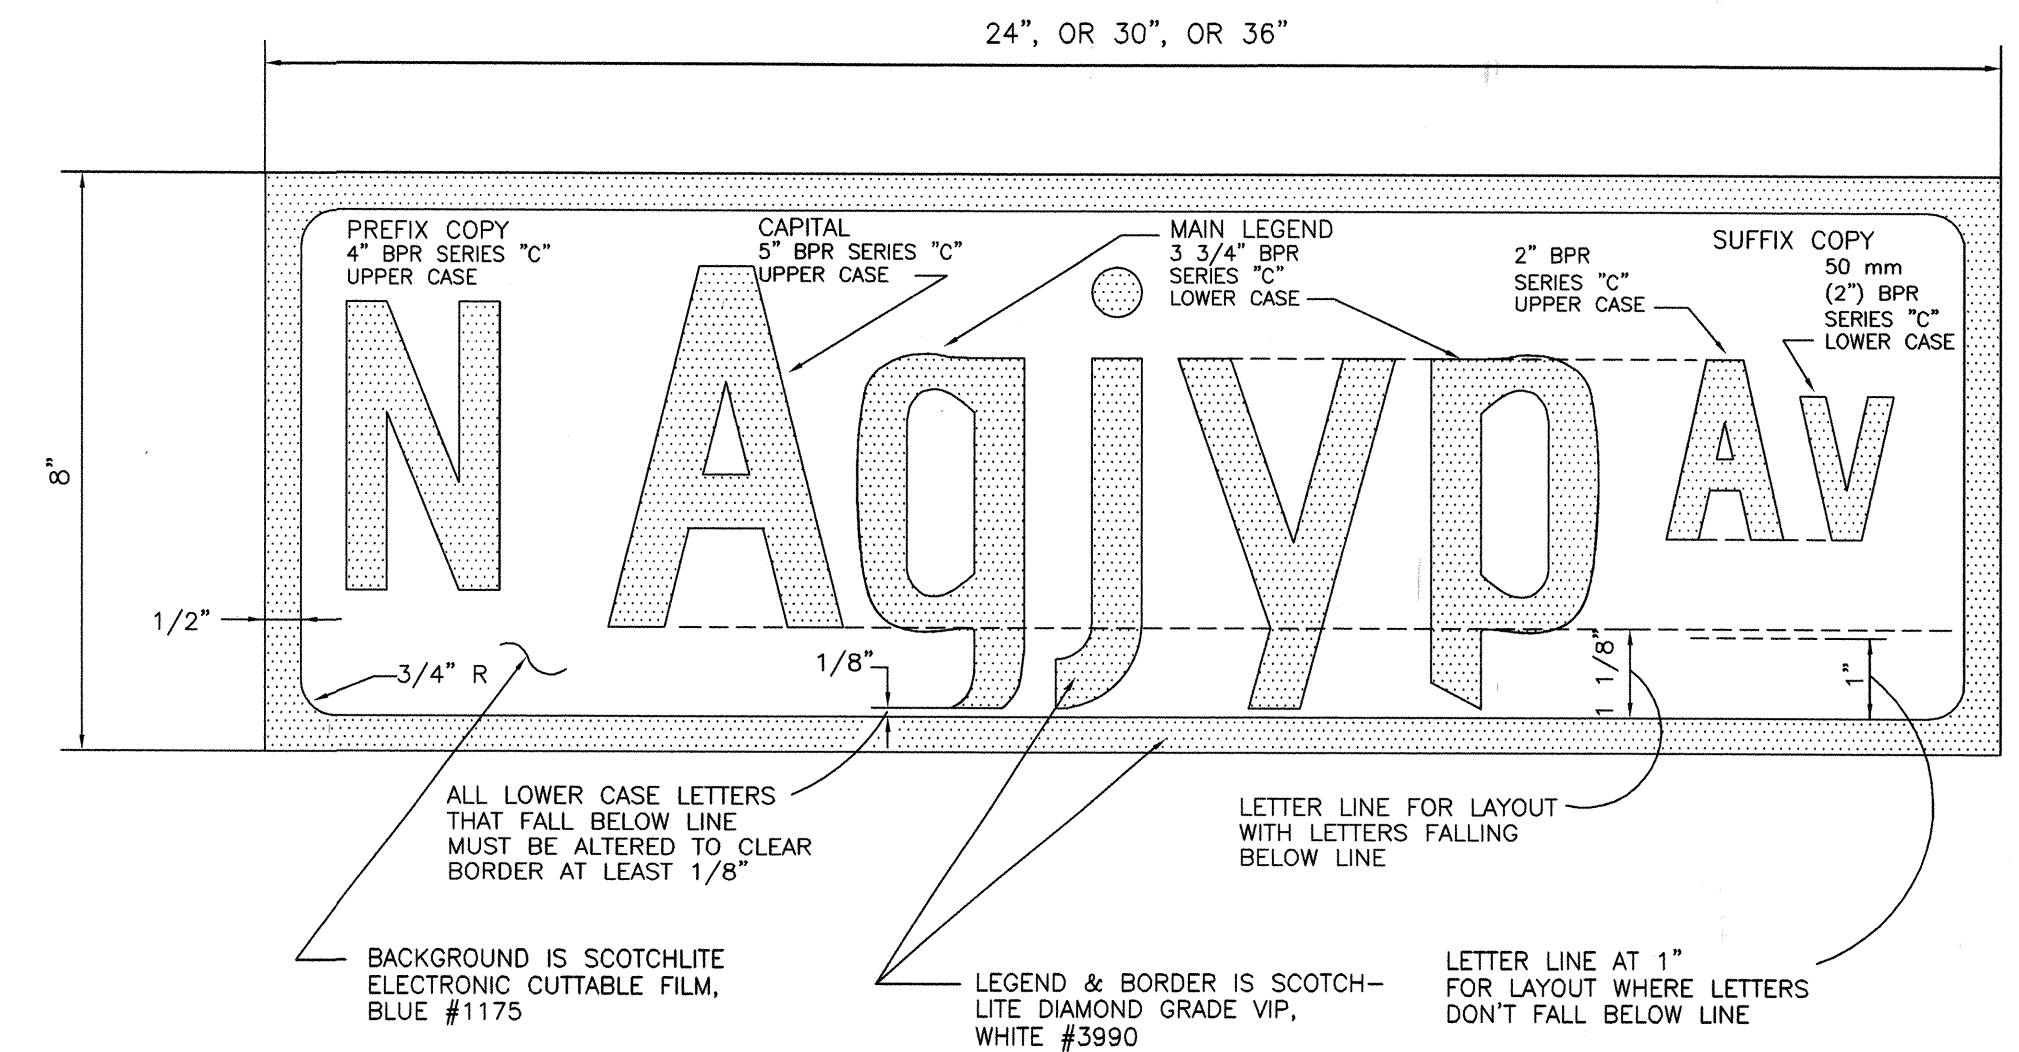 24", OR 30", OR 36"
PREFIX COPY
4" BPR SERIES "C"
UPPER CASE
CAPITAL
5" BPR SERIES "C"
UPPER CASE
MAIN LEGEND
3 3/4" BPR
SERIES "C"
LOWER CASE
2" BPR
SERIES "C"
UPPER CASE
SUFFIX COPY
50 mm
(2") BPR
SERIES "C"
LOWER CASE
8"
N Agjyp Av
1/2"
3/4" R
1/8"
1 1/8"
1"
ALL LOWER CASE LETTERS
THAT FALL BELOW LINE
MUST BE ALTERED TO CLEAR
BORDER AT LEAST 1/8"
LETTER LINE FOR LAYOUT
WITH LETTERS FALLING
BELOW LINE
BACKGROUND IS SCOTCHLITE
ELECTRONIC CUTTABLE FILM,
BLUE #1175
LEGEND & BORDER IS SCOTCH-
LITE DIAMOND GRADE VIP,
WHITE #3990
LETTER LINE AT 1"
FOR LAYOUT WHERE LETTERS
DON'T FALL BELOW LINE